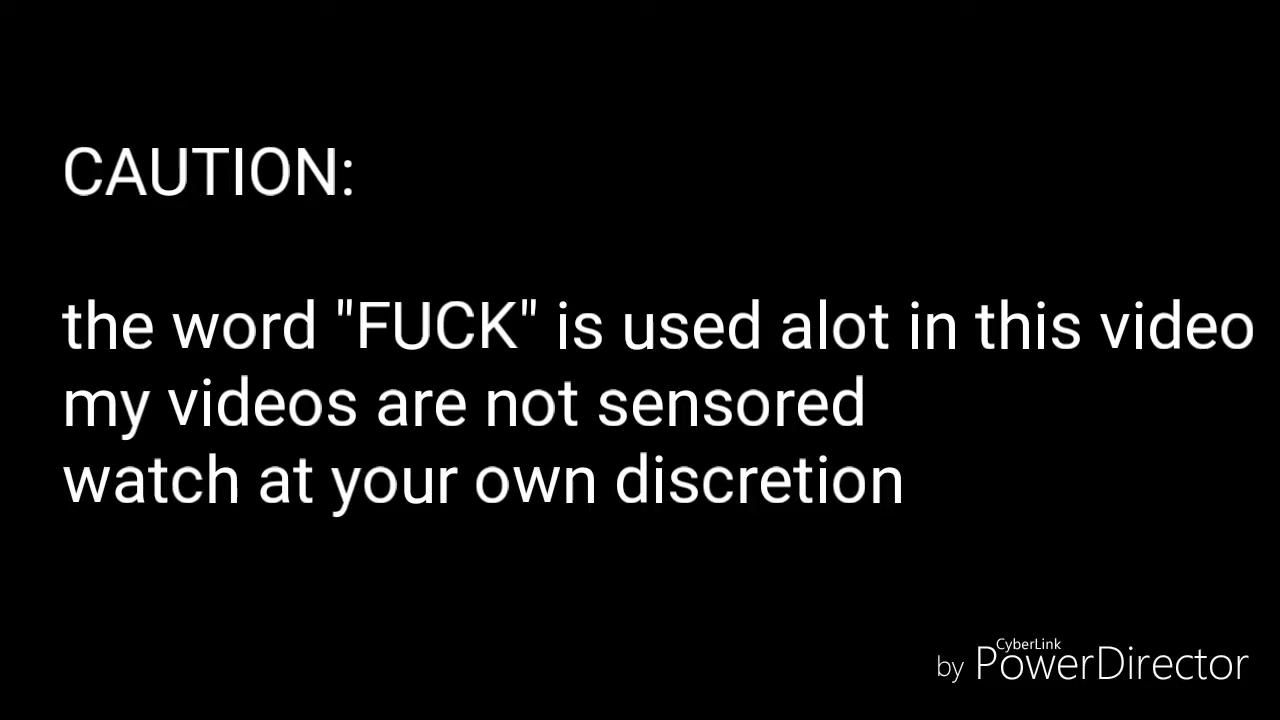 CAUTION:
the word "FUCK" is used alot in this video
my videos are not sensored
watch at your own discretion
CyberLink
by PowerDirector